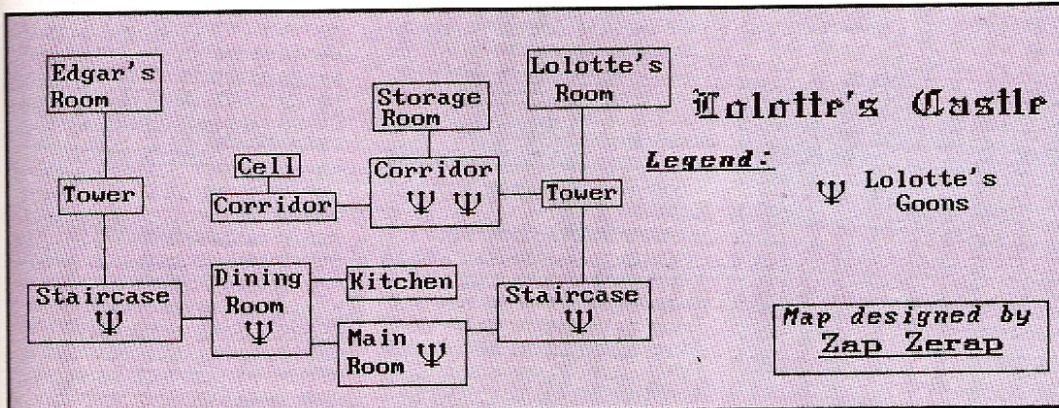 Edgar's
Room
Lolotte's
Room
Storage
Room
Lolotte's Castle
Legend:
Ψ Lolotte's
Goons
Cell
Corridor
Ψ Ψ
Tower
Corridor
Tower
Staircase
Ψ
Dining
Room
Ψ
Kitchen
Staircase
Ψ
Main
Room Ψ
Map designed by
Zap Zerap